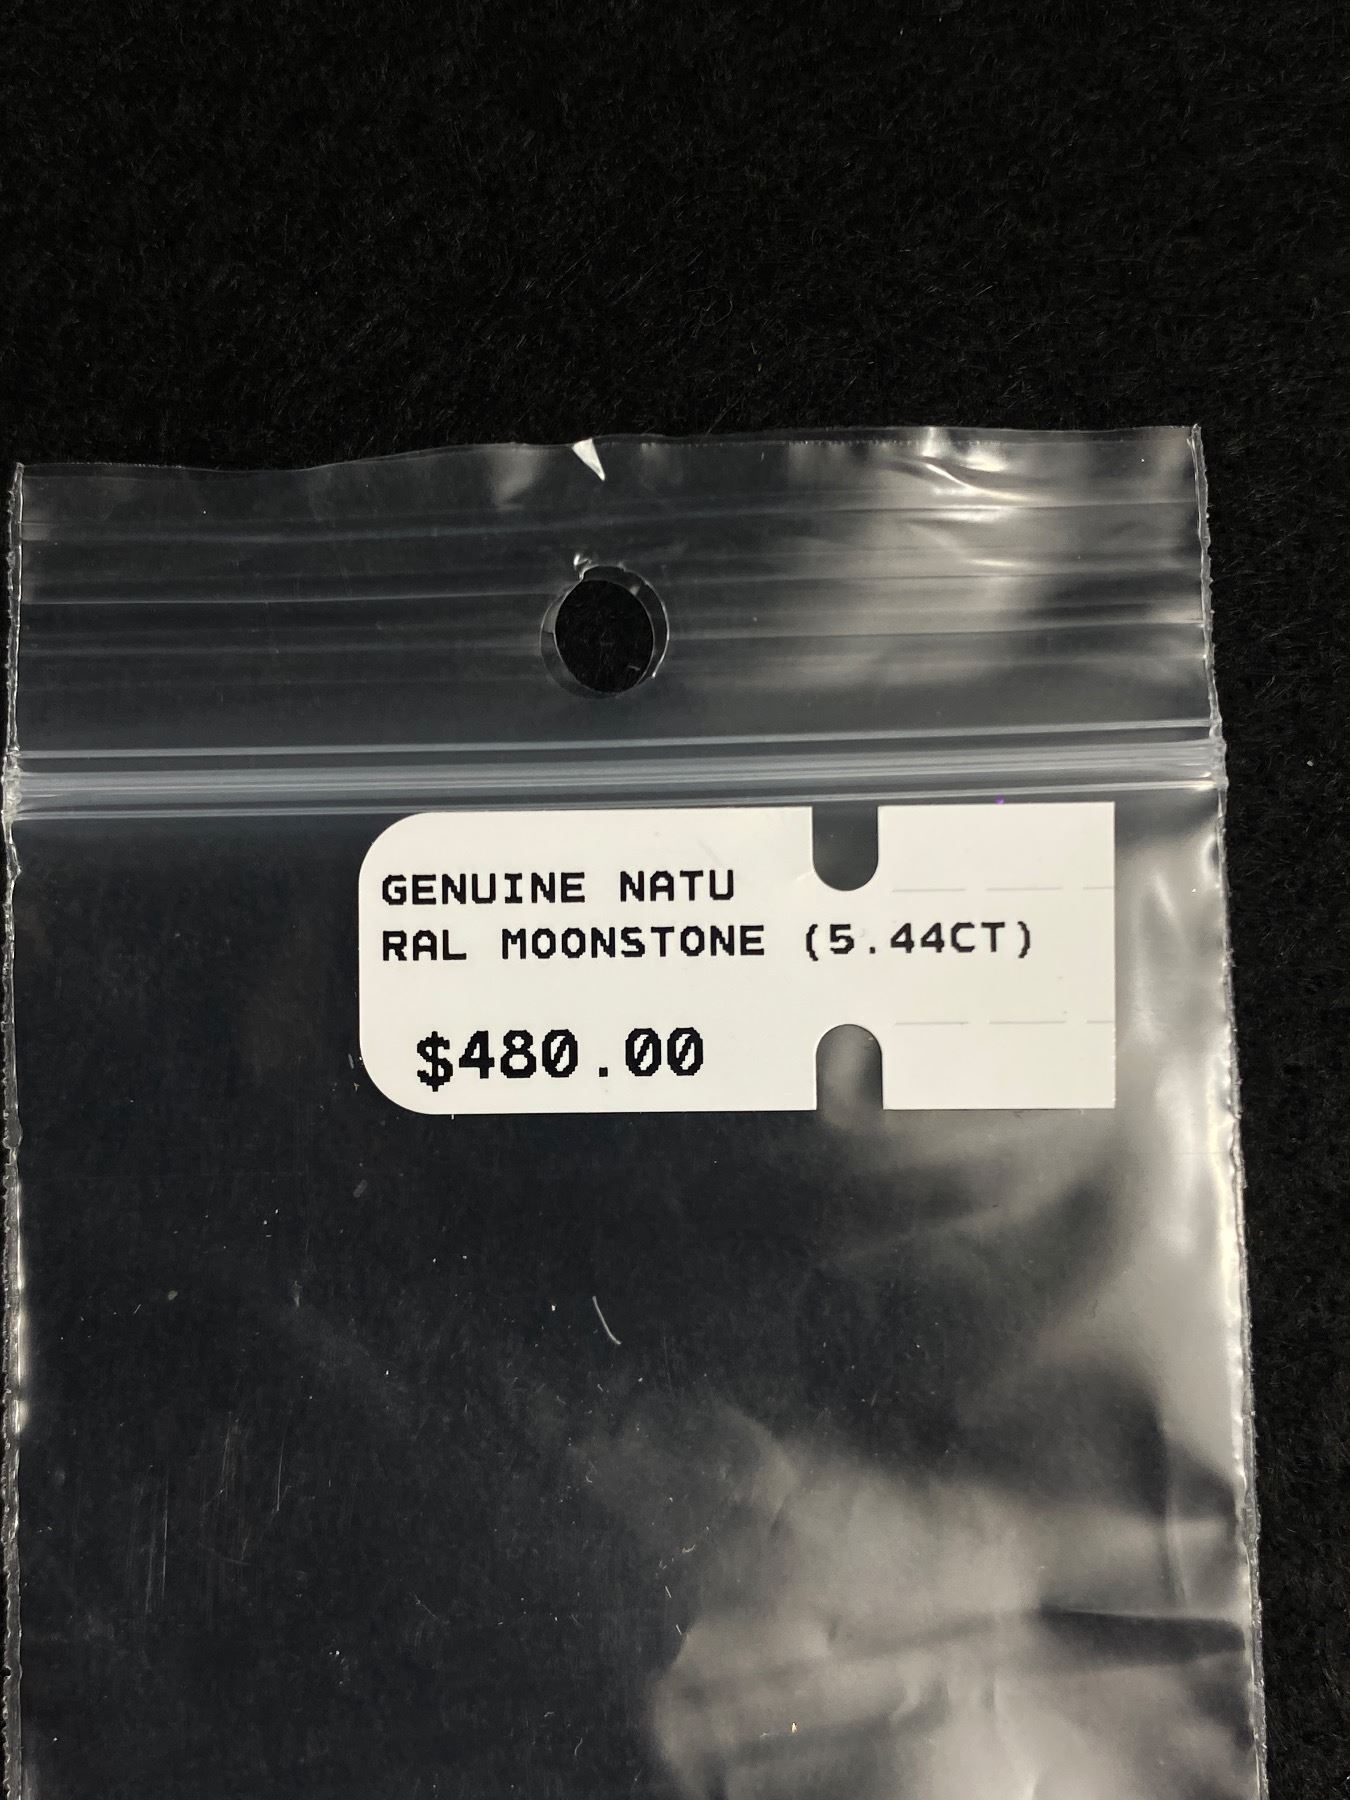 GENUINE NATU
RAL MOONSTONE (5.44CT)
$480.00